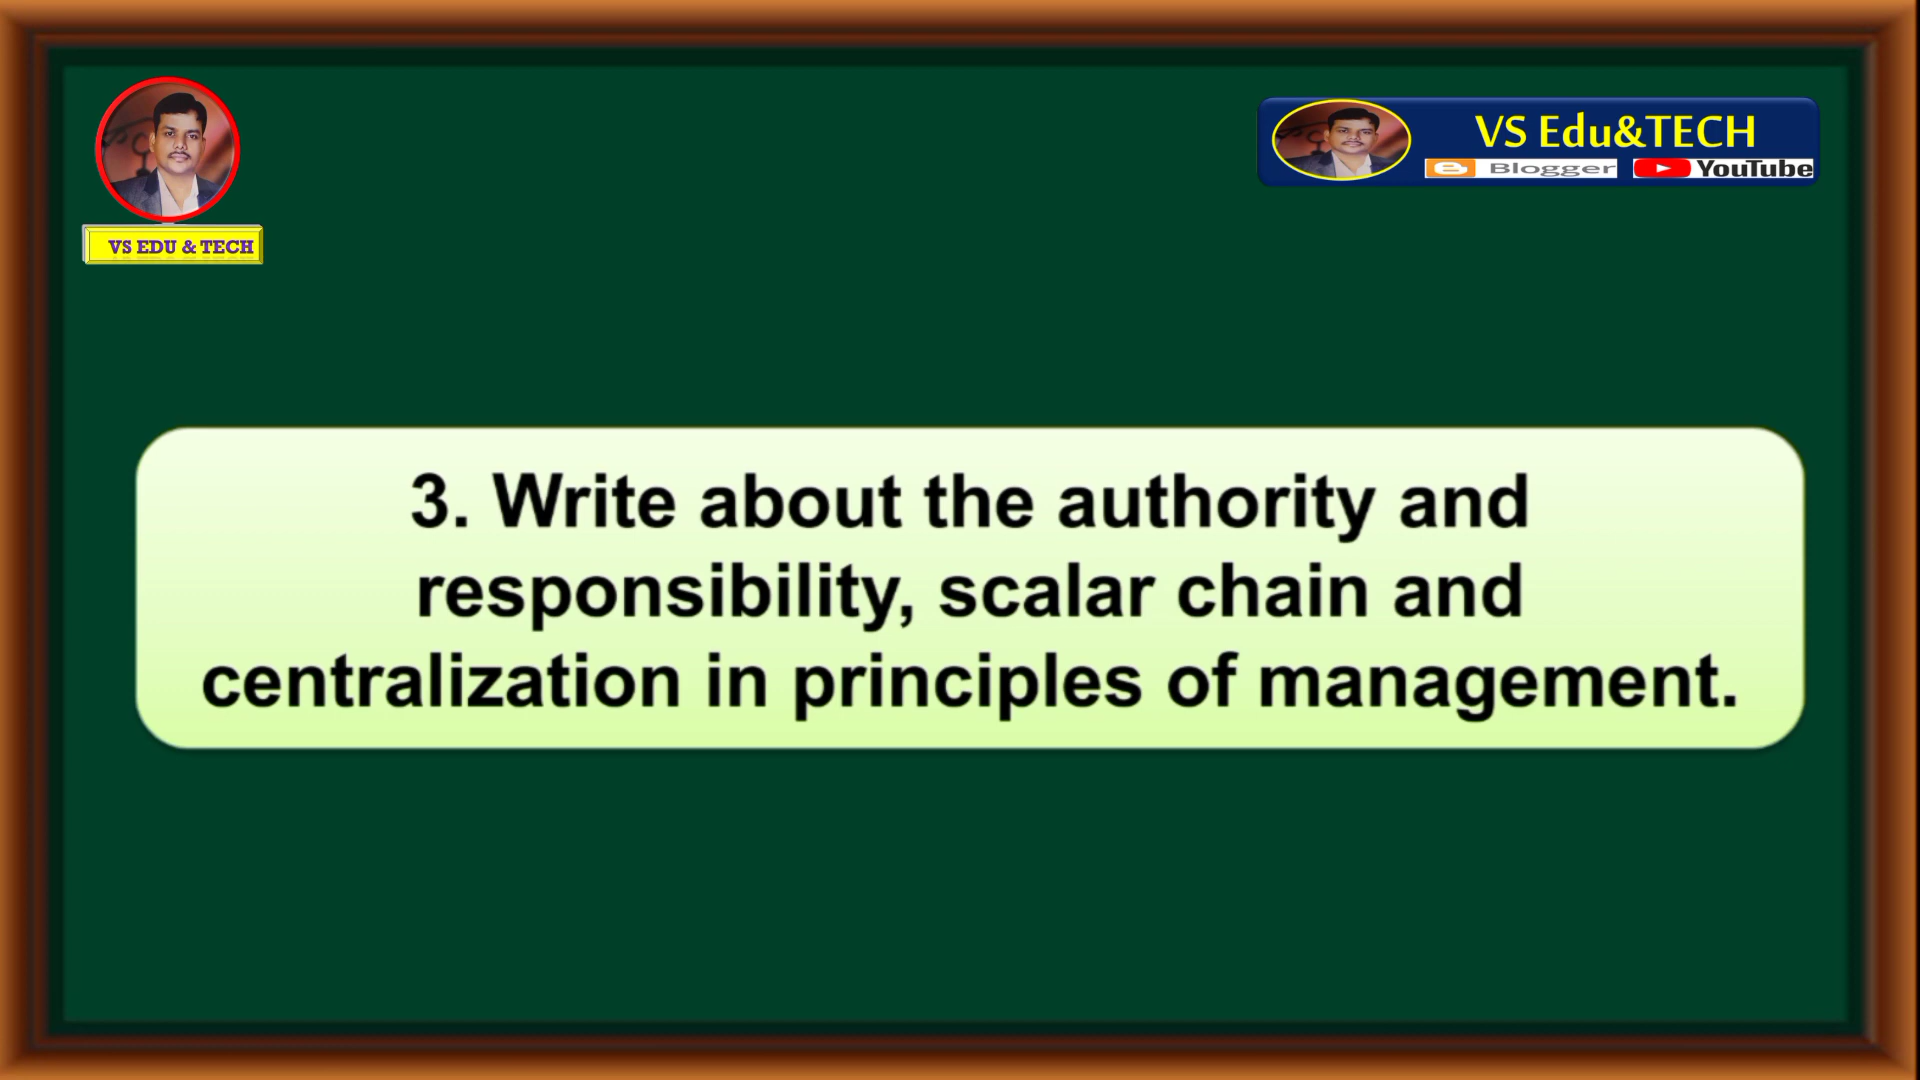 VS Edu&TECH
Blogger YouTube
VS EDU & TECH
3. Write about the authority and
responsibility, scalar chain and
centralization in principles of management.